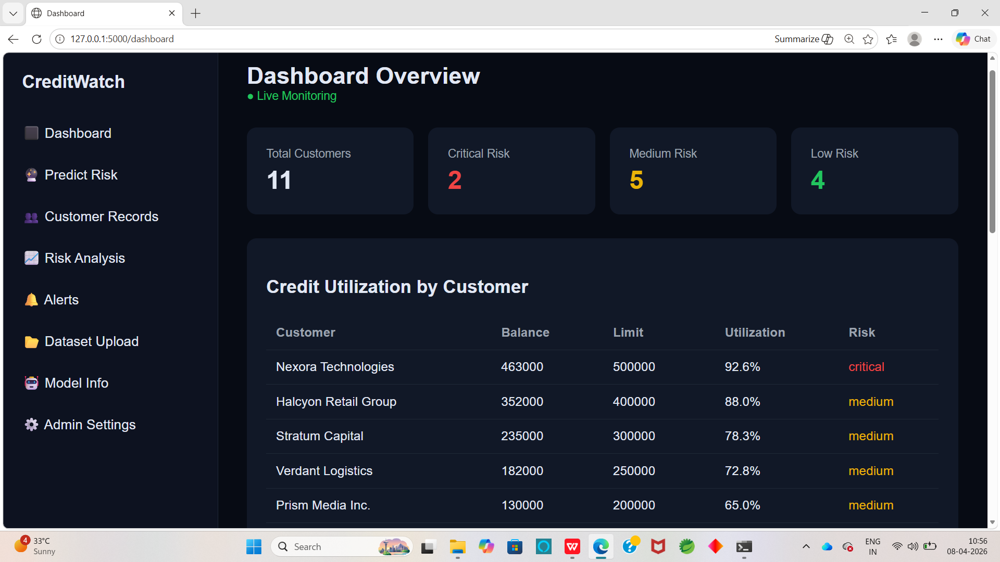 Dashboard
127.0.0.1:5000/dashboard
Summarize
Chat
CreditWatch
Dashboard
Predict Risk
Customer Records
Risk Analysis
Alerts
Dataset Upload
Model Info
Admin Settings
Dashboard Overview
● Live Monitoring
Total Customers
11
Critical Risk
2
Medium Risk
5
Low Risk
4
Credit Utilization by Customer
Customer Balance Limit Utilization Risk
Nexora Technologies 463000 500000 92.6% critical
Halcyon Retail Group 352000 400000 88.0% medium
Stratum Capital 235000 300000 78.3% medium
Verdant Logistics 182000 250000 72.8% medium
Prism Media Inc. 130000 200000 65.0% medium
4
33°C
Sunny
Search
ENG
IN
10:56
08-04-2026